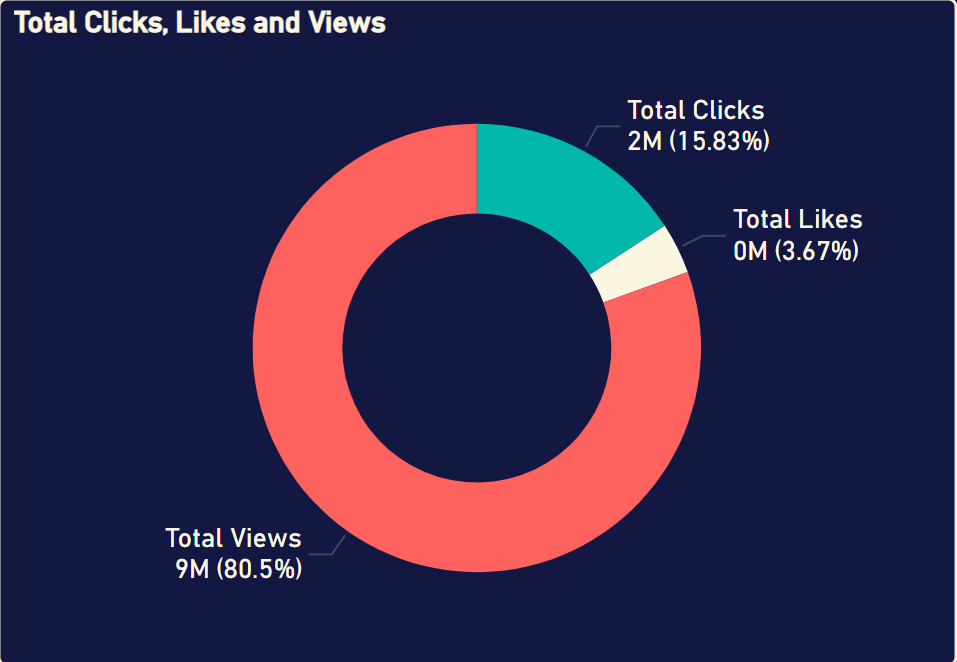 Total Clicks, Likes and Views
Total Clicks
2M (15.83%)
Total Likes
0M (3.67%)
Total Views
9M (80.5%)